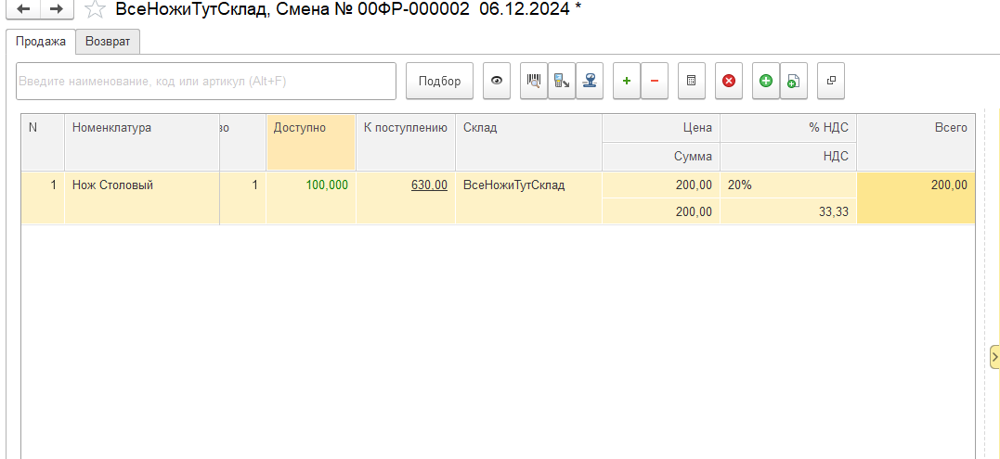 ВсеНожиТутСклад, Смена № 00ФР-000002 06.12.2024 *
Продажа Возврат
Введите наименование, код или артикул (Alt+F) Подбор
N Номенклатура во Доступно К поступлению Склад Цена % НДС Всего
Сумма НДС
1 Нож Столовый 1 100,000 630,00 ВсеНожиТутСклад 200,00 20% 200,00
200,00 33,33